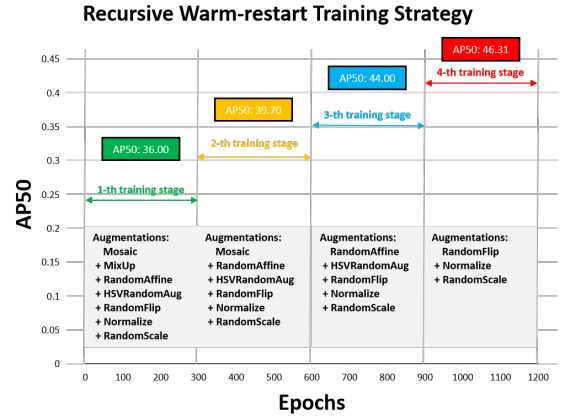 Recursive Warm-restart Training Strategy
AP50: 46.31
0.45
AP50: 44.00
4-th training stage
0.4
AP50: 39.70
3-th training stage
0.35
AP50: 36.00
2-th training stage
0.3
1-th training stage
0.25
AP50
0.2
Augmentations:
Mosaic
+ MixUp
+ RandomAffine
+ HSVRandomAug
+ RandomFlip
+ Normalize
+ RandomScale
Augmentations:
Mosaic
+ RandomAffine
+ HSVRandomAug
+ RandomFlip
+ Normalize
+ RandomScale
Augmentations:
RandomAffine
+ HSVRandomAug
+ RandomFlip
+ Normalize
+ RandomScale
Augmentations:
RandomFlip
+ Normalize
+ RandomScale
0.15
0.1
0.05
0
0 100 200 300 400 500 600 700 800 900 1000 1100 1200
Epochs